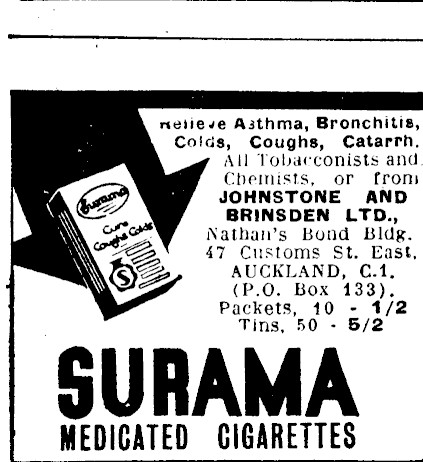 Relieve Asthma, Bronchitis,
Colds, Coughs, Catarrh.
All Tobacconists and
Chemists, or from
JOHNSTONE AND
BRINSDEN LTD.,
Nathan's Bond Bldg.
47 Customs St. East,
AUCKLAND, C.1.
(P.O. Box 133).
Packets, 10 - 1/2
Tins, 50 - 5/2
Surama
Cure
Coughs Colds
S
SURAMA
MEDICATED CIGARETTES